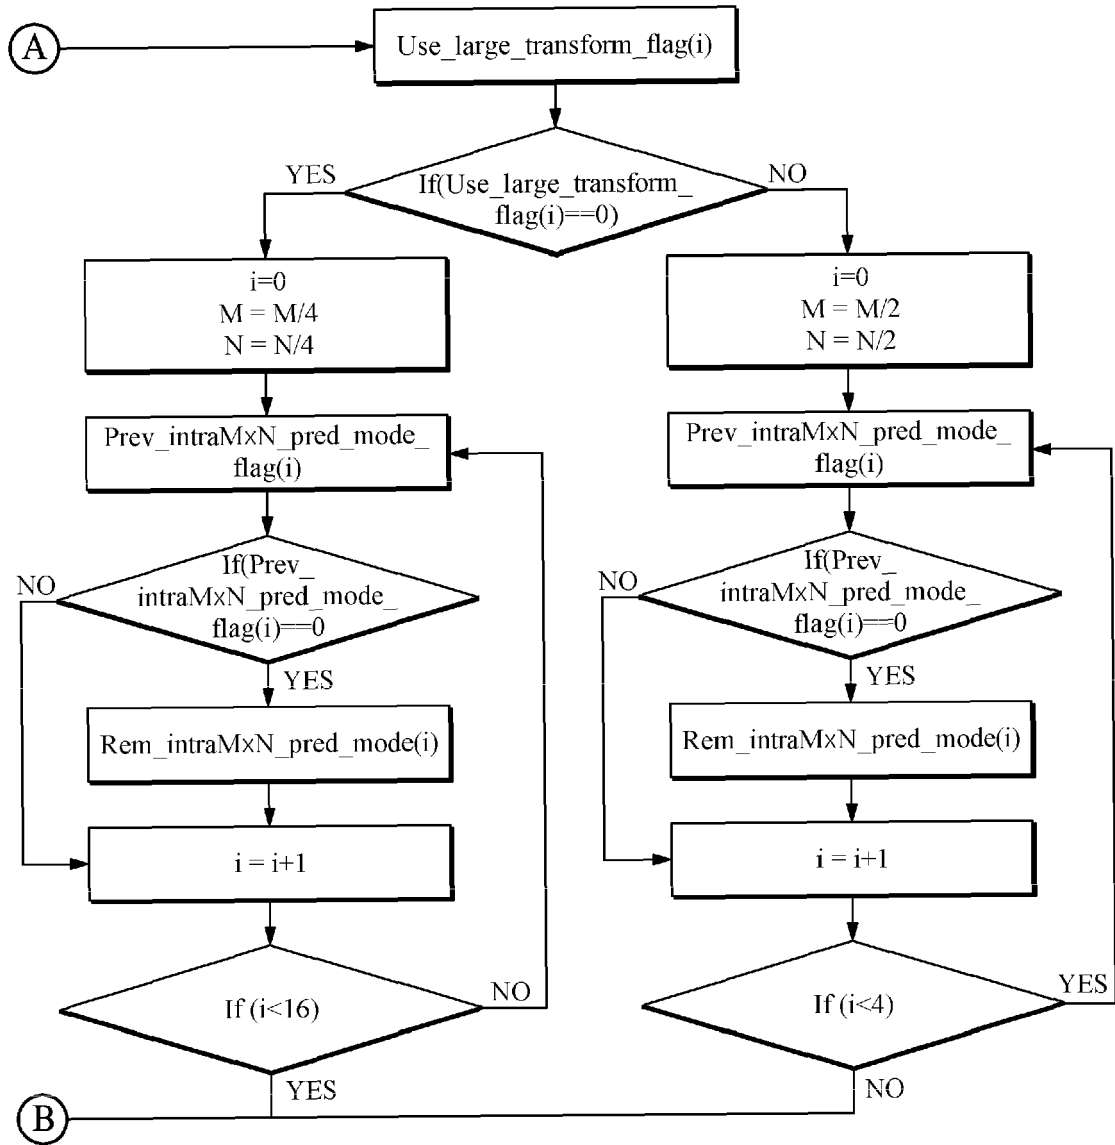 A
Use_large_transform_flag(i)
YES
If(Use_large_transform_
flag(i)==0)
NO
i=0
M = M/4
N = N/4
Prev_intraMxN_pred_mode_
flag(i)
NO
If(Prev_
intraMxN_pred_mode_
flag(i)==0
YES
Rem_intraMxN_pred_mode(i)
i = i+1
If (i<16)
NO
YES
i=0
M = M/2
N = N/2
Prev_intraMxN_pred_mode_
flag(i)
NO
If(Prev_
intraMxN_pred_mode_
flag(i)==0
YES
Rem_intraMxN_pred_mode(i)
i = i+1
If (i<4)
YES
NO
B